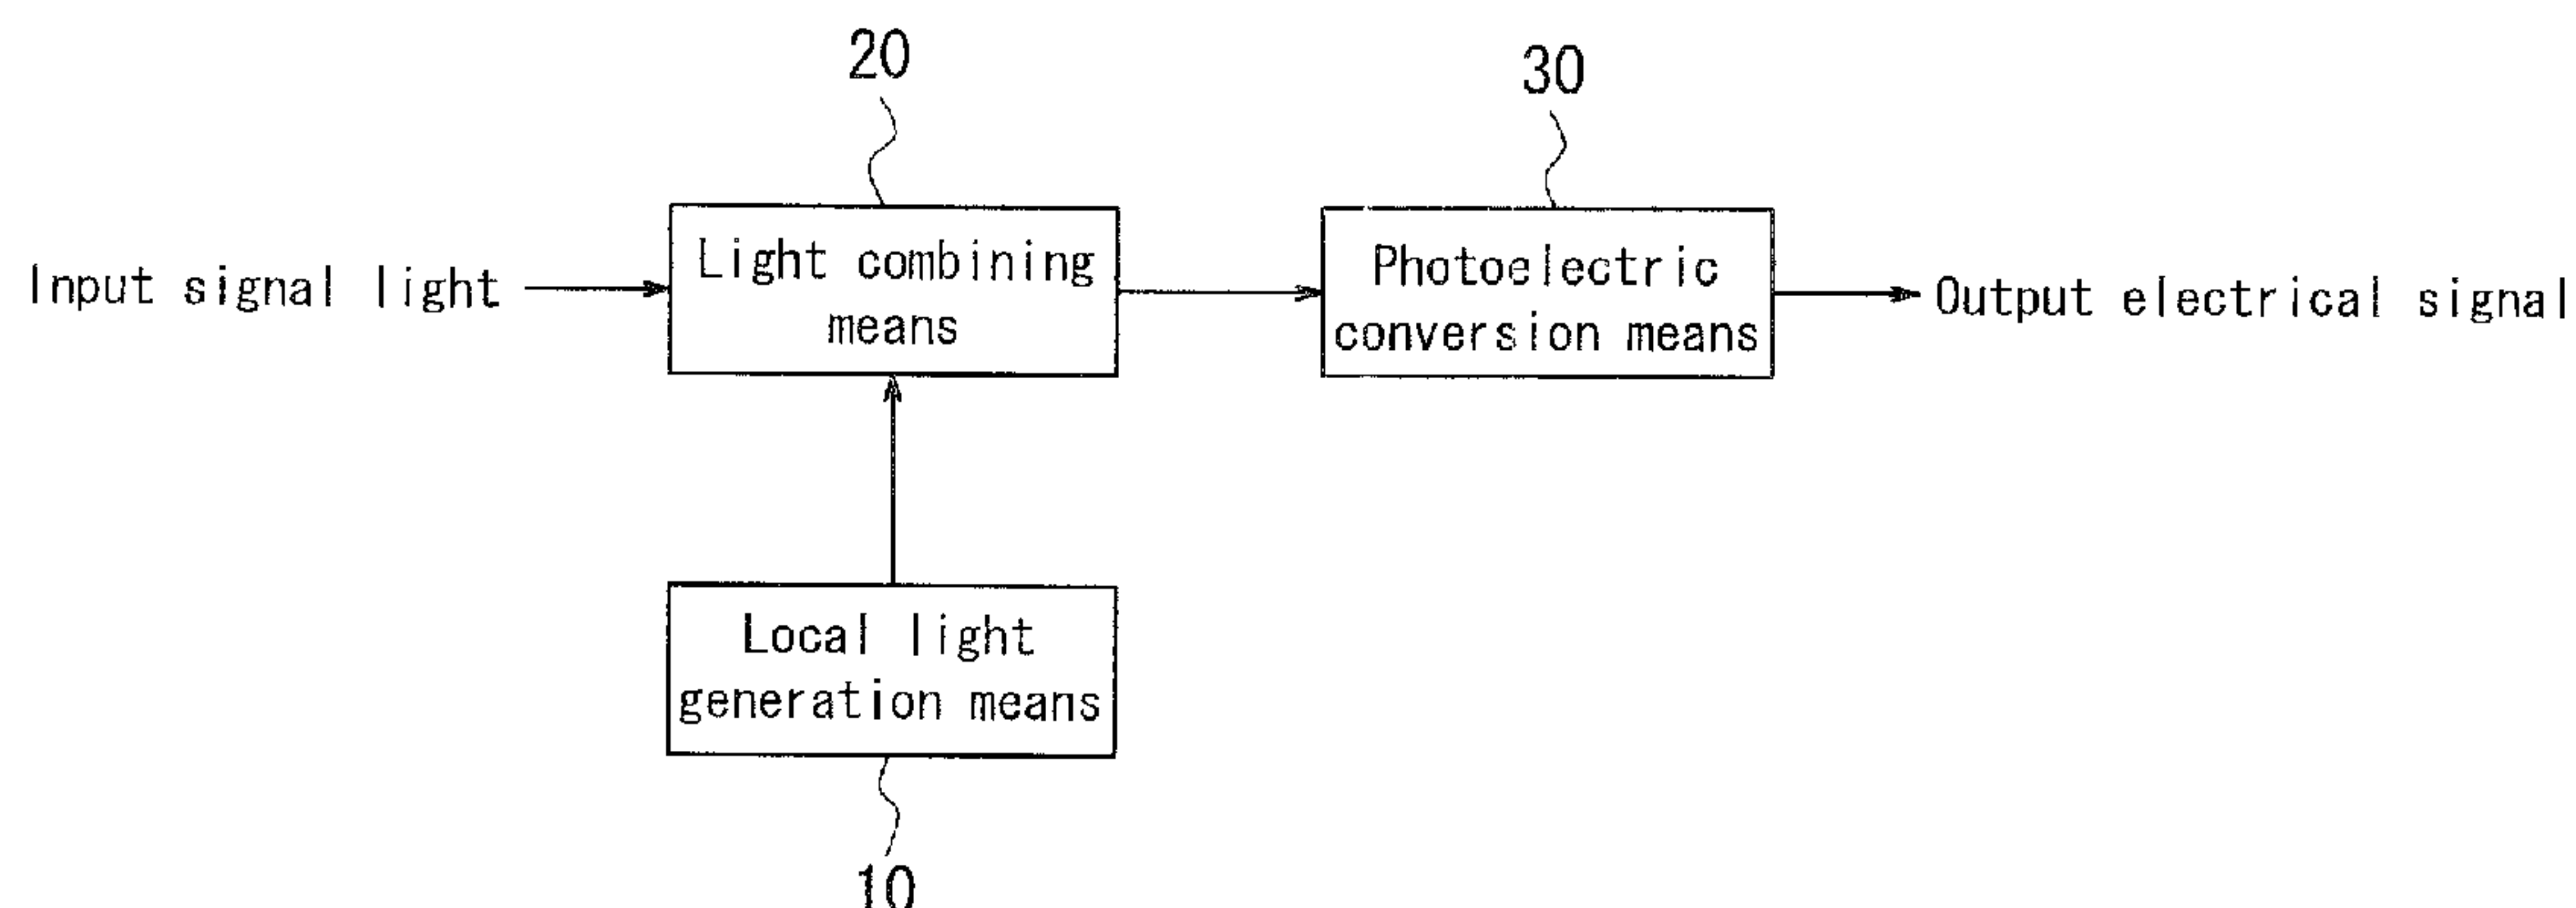 20
30
Input signal light
Light combining
means
Photoelectric
conversion means
Output electrical signal
Local light
generation means
10